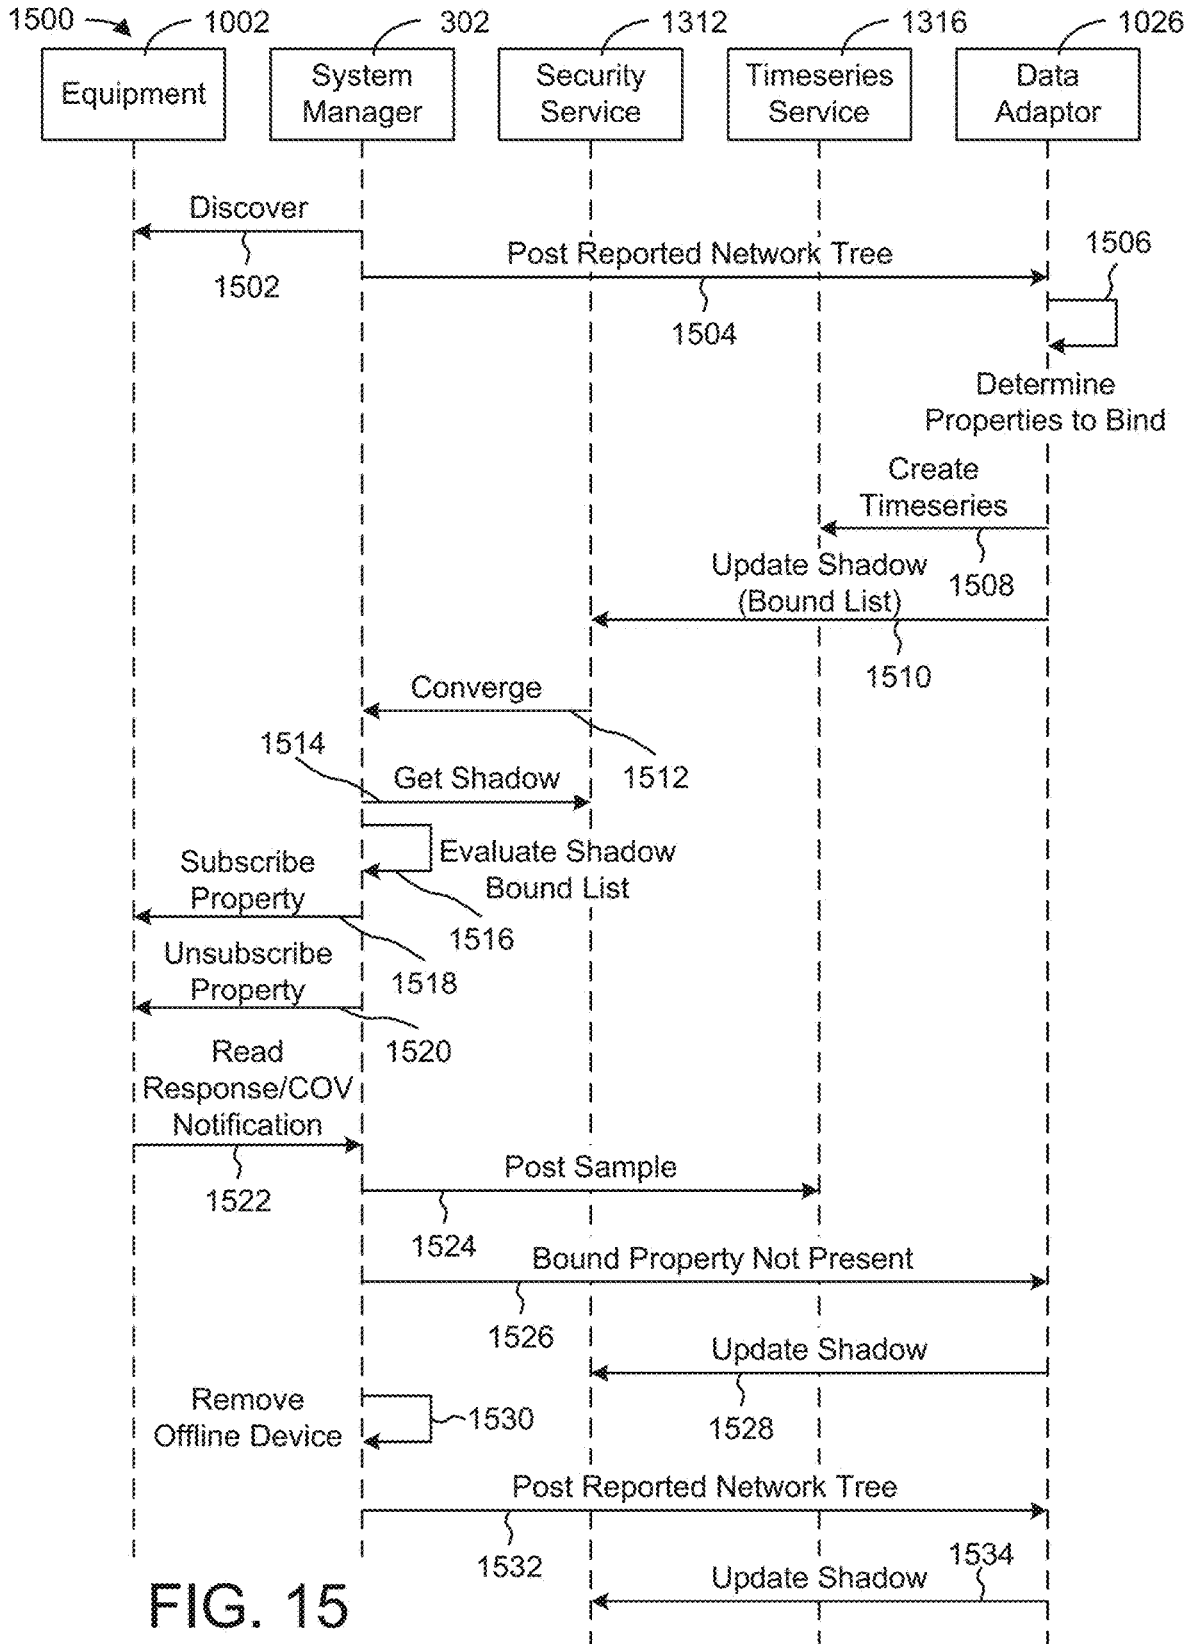 1500
1002
302
1312
1316
1026
Equipment
System
Manager
Security
Service
Timeseries
Service
Data
Adaptor
Discover
1502
Post Reported Network Tree
1504
1506
Determine
Properties to Bind
Create
Timeseries
1508
Update Shadow
(Bound List)
1510
Converge
1512
1514
Get Shadow
Evaluate Shadow
Bound List
1516
Subscribe
Property
1518
Unsubscribe
Property
1520
Read
Response/COV
Notification
1522
Post Sample
1524
Bound Property Not Present
1526
Update Shadow
1528
Remove
Offline Device
1530
Post Reported Network Tree
1532
Update Shadow
1534
FIG. 15